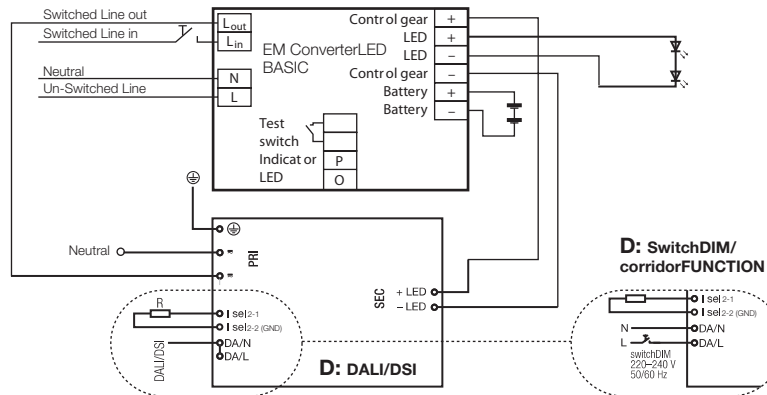 Switched Line out
Switched Line in
Neutral
Un-Switched Line
Lout
Lin
N
L
EM ConverterLED
BASIC
Test
switch
Indicat or
LED
P
O
Control gear +
LED +
LED –
Control gear –
Battery +
Battery –
Neutral
PRI
=
=
SEC
+ LED
– LED
R
I sel2-1
I sel2-2 (GND)
DA/N
DA/L
DALI/DSI
D: DALI/DSI
D: SwitchDIM/
corridorFUNCTION
I sel2-1
I sel2-2 (GND)
N
DA/N
L
DA/L
switchDIM
220–240 V
50/60 Hz